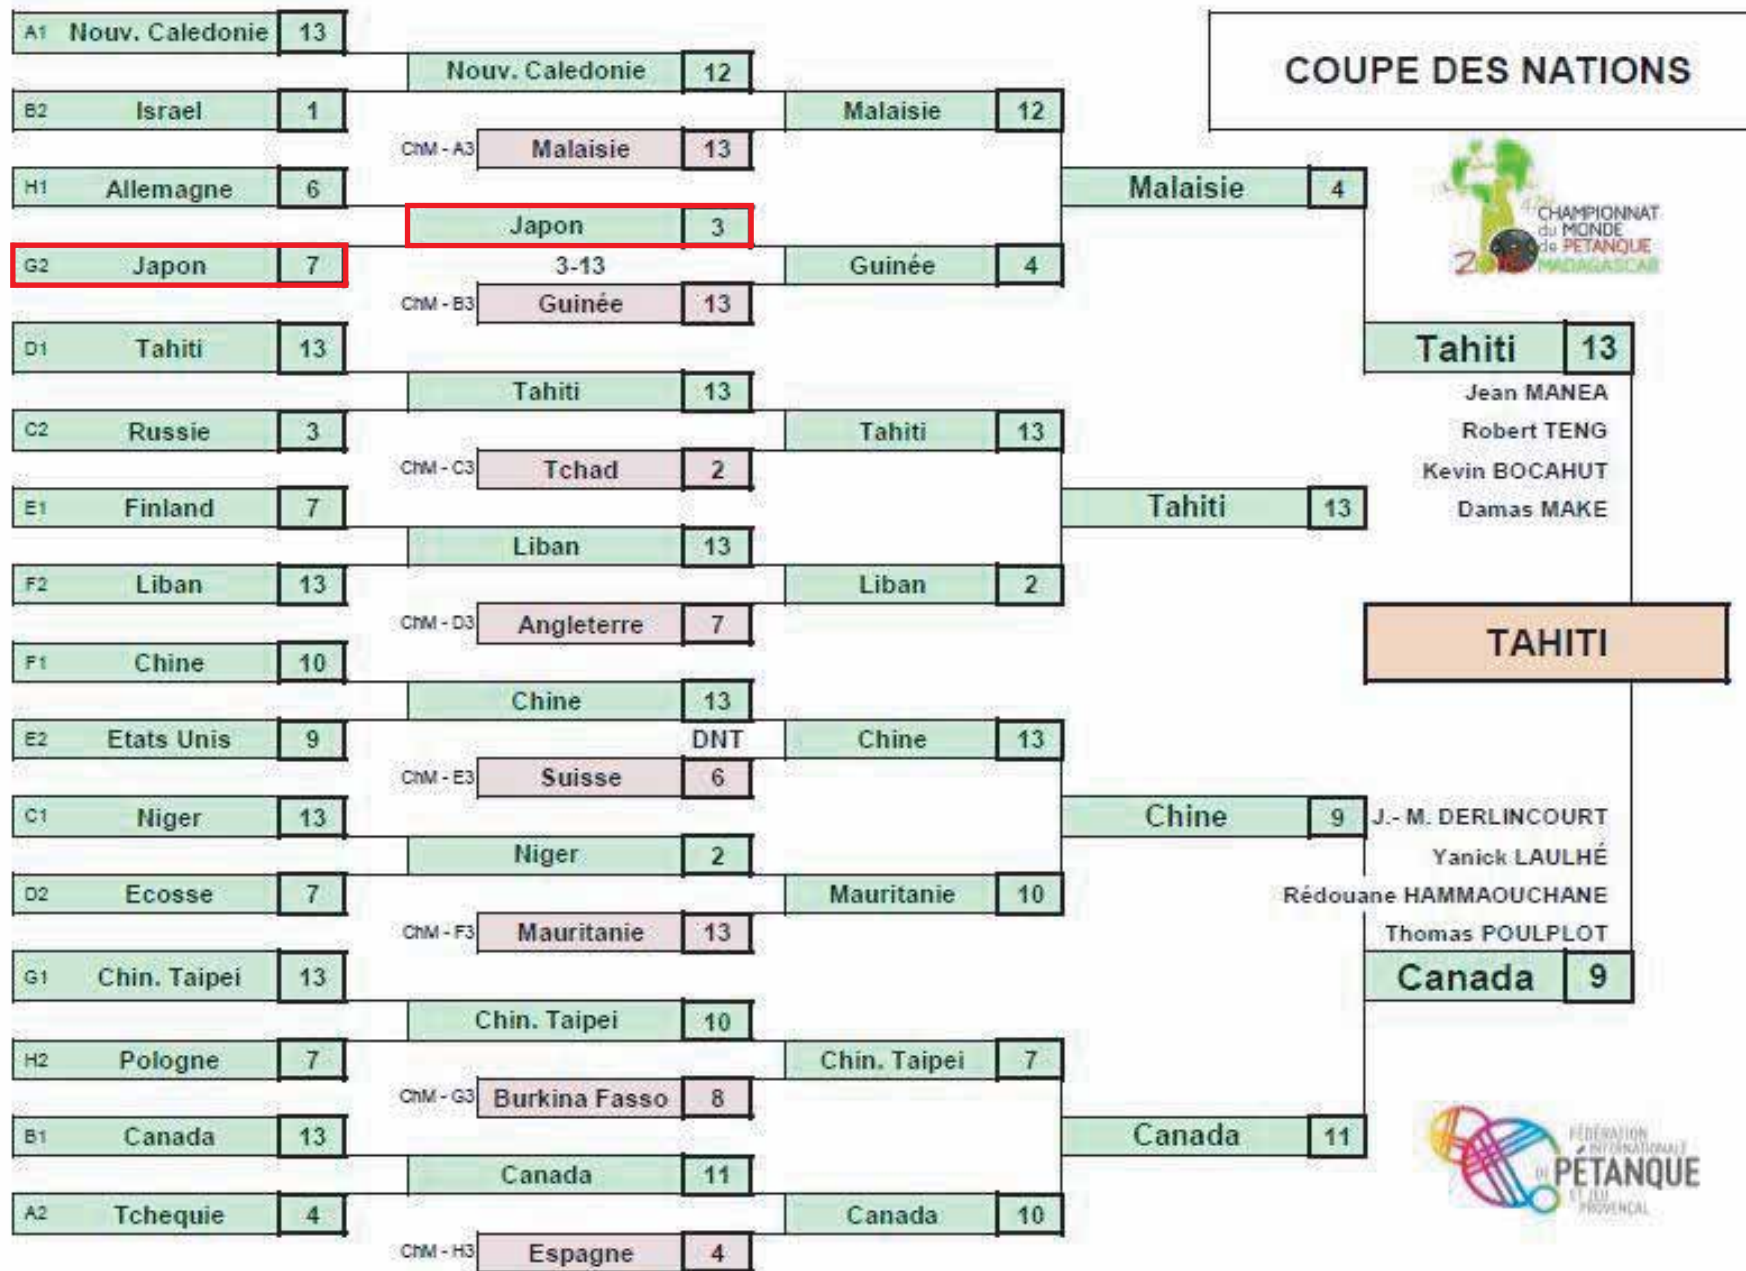 COUPE DES NATIONS
A1 Nouv. Caledonie 13
Nouv. Caledonie 12
B2 Israel 1
Malaisie 12
ChM - A3 Malaisie 13
H1 Allemagne 6
Malaisie 4
Japon 3
CHAMPIONNAT
du MONDE
de PETANQUE
MADAGASCAR
G2 Japon 7
3-13
Guinée 4
ChM - B3 Guinée 13
D1 Tahiti 13
Tahiti 13
Tahiti 13
Jean MANEA
C2 Russie 3
Tahiti 13
Robert TENG
ChM - C3 Tchad 2
Kevin BOCAHUT
E1 Finland 7
Tahiti 13
Damas MAKE
Liban 13
F2 Liban 13
Liban 2
ChM - D3 Angleterre 7
TAHITI
F1 Chine 10
Chine 13
E2 Etats Unis 9
DNT
Chine 13
ChM - E3 Suisse 6
C1 Niger 13
Chine 9
J.- M. DERLINCOURT
Niger 2
Yanick LAULHÉ
D2 Ecosse 7
Mauritanie 10
Rédouane HAMMAOUCHANE
ChM - F3 Mauritanie 13
Thomas POULPLOT
G1 Chin. Taipei 13
Canada 9
Chin. Taipei 10
H2 Pologne 7
Chin. Taipei 7
ChM - G3 Burkina Fasso 8
B1 Canada 13
Canada 11
Canada 11
A2 Tchequie 4
Canada 10
ChM - H3 Espagne 4
FÉDÉRATION
INTERNATIONALE
DE PÉTANQUE
ET JEU
PROVENÇAL